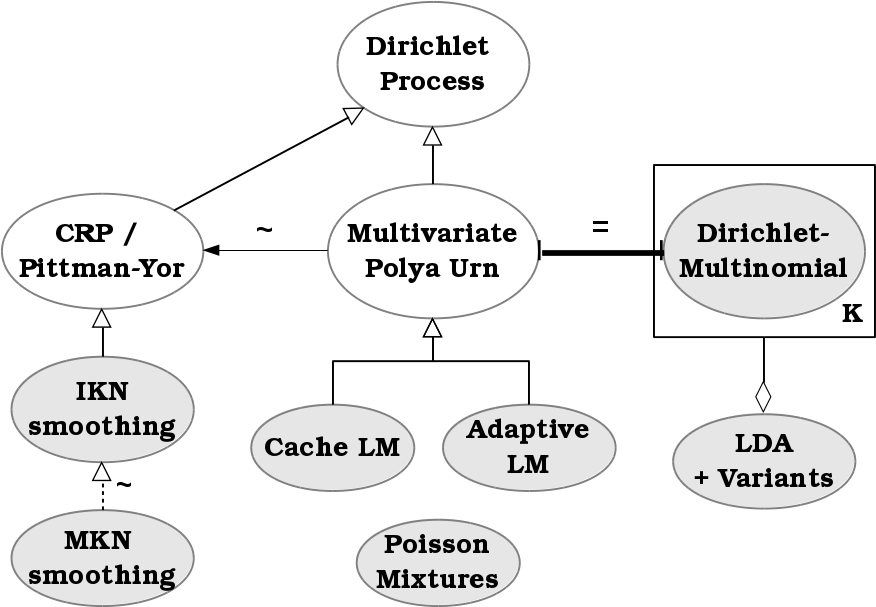 Dirichlet
Process
CRP /
Pittman-Yor
~
Multivariate
Polya Urn
=
Dirichlet-
Multinomial
K
IKN
smoothing
~
MKN
smoothing
Cache LM
Adaptive
LM
LDA
+ Variants
Poisson
Mixtures